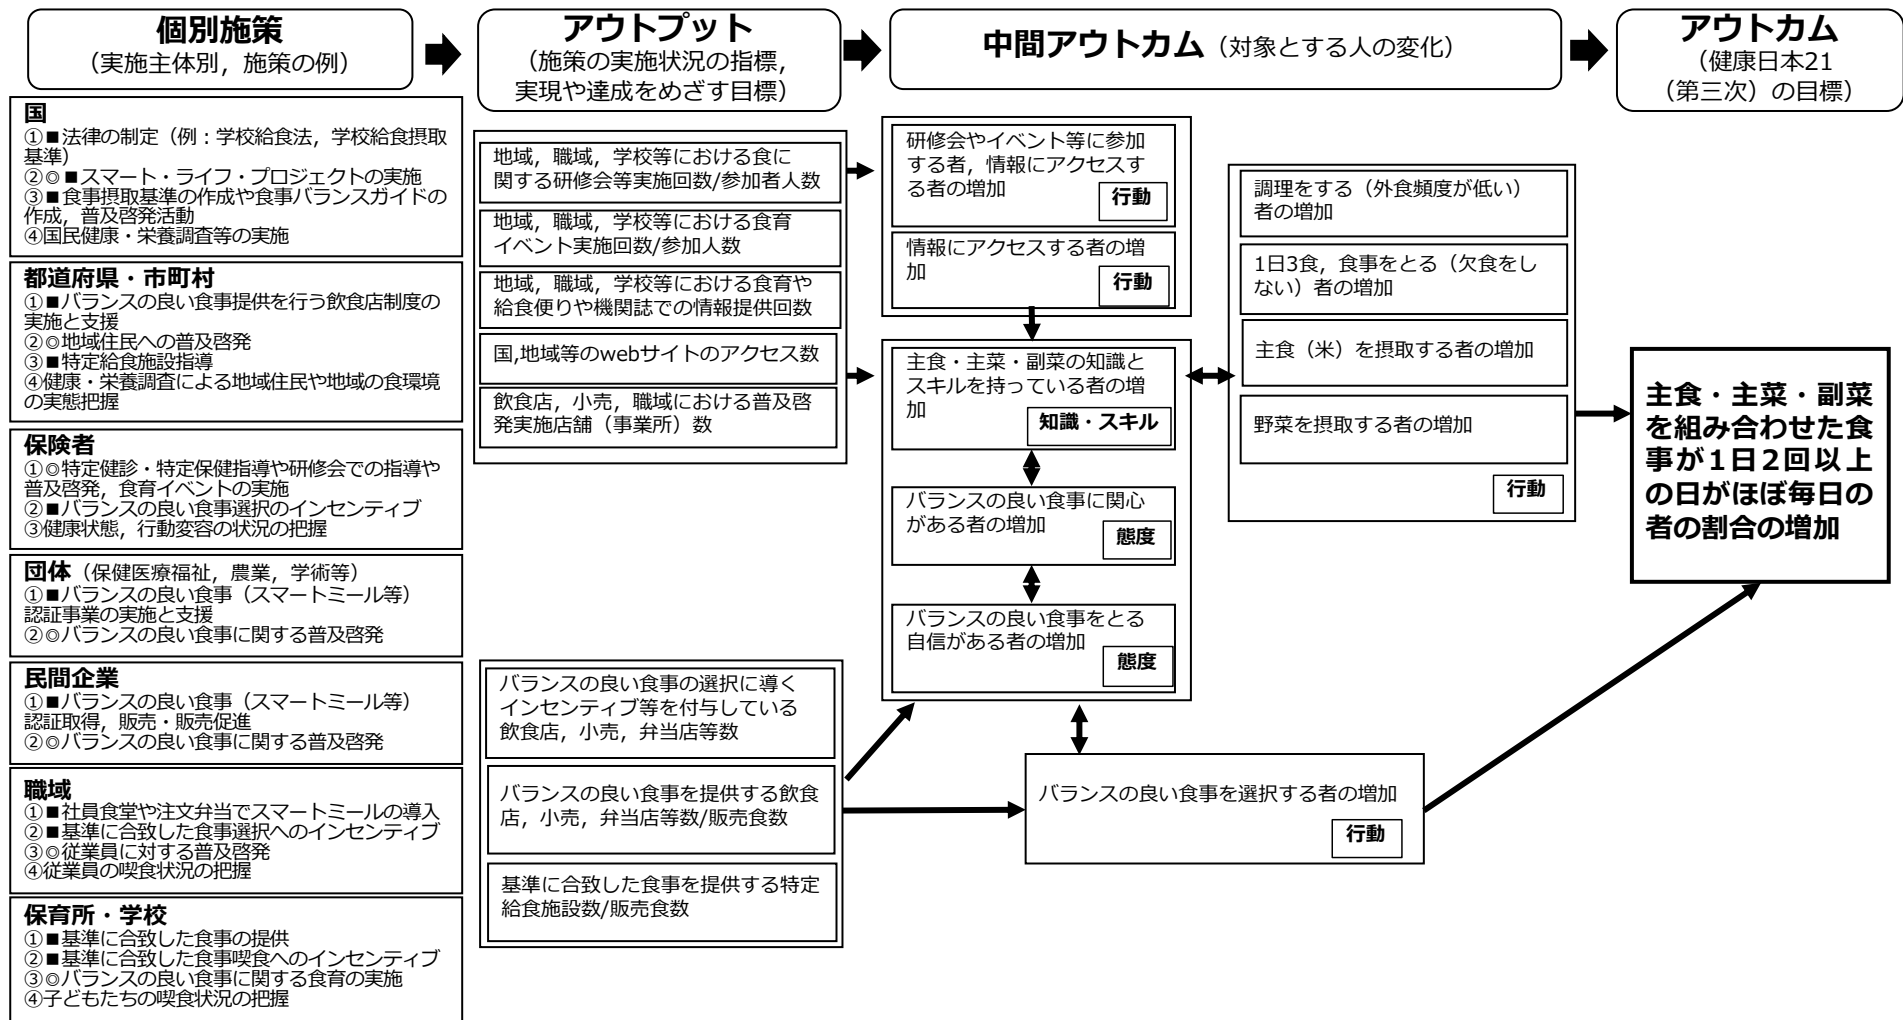 個別施策
（実施主体別，施策の例）
アウトプット
（施策の実施状況の指標，
実現や達成をめざす目標）
中間アウトカム（対象とする人の変化）
アウトカム
（健康日本21
（第三次）の目標）
国
①■法律の制定（例：学校給食法，学校給食摂取
基準）
②◎■スマート・ライフ・プロジェクトの実施
③■食事摂取基準の作成や食事バランスガイドの
作成，普及啓発活動
④国民健康・栄養調査等の実施
都道府県・市町村
①■バランスの良い食事提供を行う飲食店制度の
実施と支援
②◎地域住民への普及啓発
③■特定給食施設指導
④健康・栄養調査による地域住民や地域の食環境
の実態把握
保険者
①◎特定健診・特定保健指導や研修会での指導や
普及啓発，食育イベントの実施
②■バランスの良い食事選択のインセンティブ
③健康状態，行動変容の状況の把握
団体（保健医療福祉，農業，学術等）
①■バランスの良い食事（スマートミール等）
認証事業の実施と支援
②◎バランスの良い食事に関する普及啓発
民間企業
①■バランスの良い食事（スマートミール等）
認証取得，販売・販売促進
②◎バランスの良い食事に関する普及啓発
職域
①■社員食堂や注文弁当でスマートミールの導入
②■基準に合致した食事選択へのインセンティブ
③◎従業員に対する普及啓発
④従業員の喫食状況の把握
保育所・学校
①■基準に合致した食事の提供
②■基準に合致した食事喫食へのインセンティブ
③◎バランスの良い食事に関する食育の実施
④子どもたちの喫食状況の把握
地域，職域，学校等における食に
関する研修会等実施回数/参加者人数
地域，職域，学校等における食育
イベント実施回数/参加人数
地域，職域，学校等における食育や
給食便りや機関誌での情報提供回数
国,地域等のwebサイトのアクセス数
飲食店，小売，職域における普及啓
発実施店舗（事業所）数
バランスの良い食事の選択に導く
インセンティブ等を付与している
飲食店，小売，弁当店等数
バランスの良い食事を提供する飲食
店，小売，弁当店等数/販売食数
基準に合致した食事を提供する特定
給食施設数/販売食数
研修会やイベント等に参加
する者，情報にアクセスす
る者の増加
行動
情報にアクセスする者の増
加
行動
主食・主菜・副菜の知識と
スキルを持っている者の増
加
知識・スキル
バランスの良い食事に関心
がある者の増加
態度
バランスの良い食事をとる
自信がある者の増加
態度
バランスの良い食事を選択する者の増加
行動
調理をする（外食頻度が低い）
者の増加
1日3食，食事をとる（欠食をし
ない）者の増加
主食（米）を摂取する者の増加
野菜を摂取する者の増加
行動
主食・主菜・副菜
を組み合わせた食
事が1日2回以上
の日がほぼ毎日の
者の割合の増加